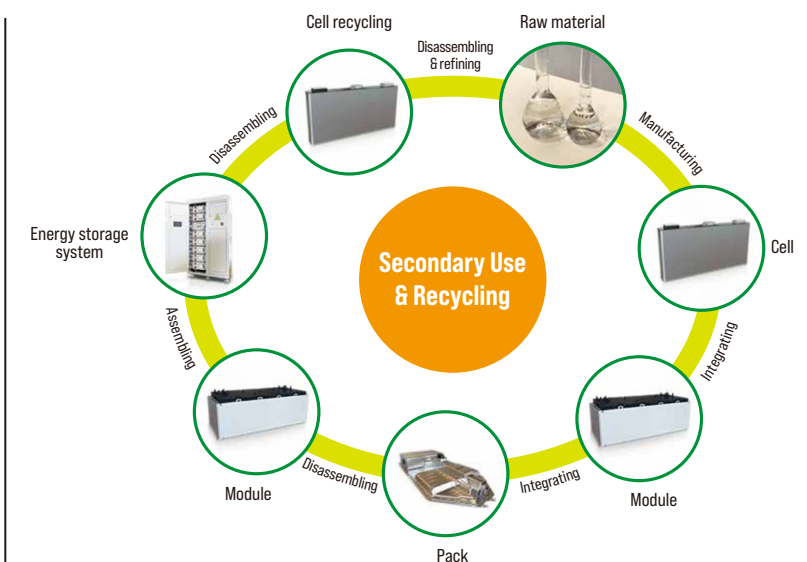 Cell recycling
Disassembling
& refining
Raw material
Manufacturing
Cell
Integrating
Module
Integrating
Pack
Disassembling
Module
Assembling
Energy storage
system
Disassembling
Secondary Use
& Recycling